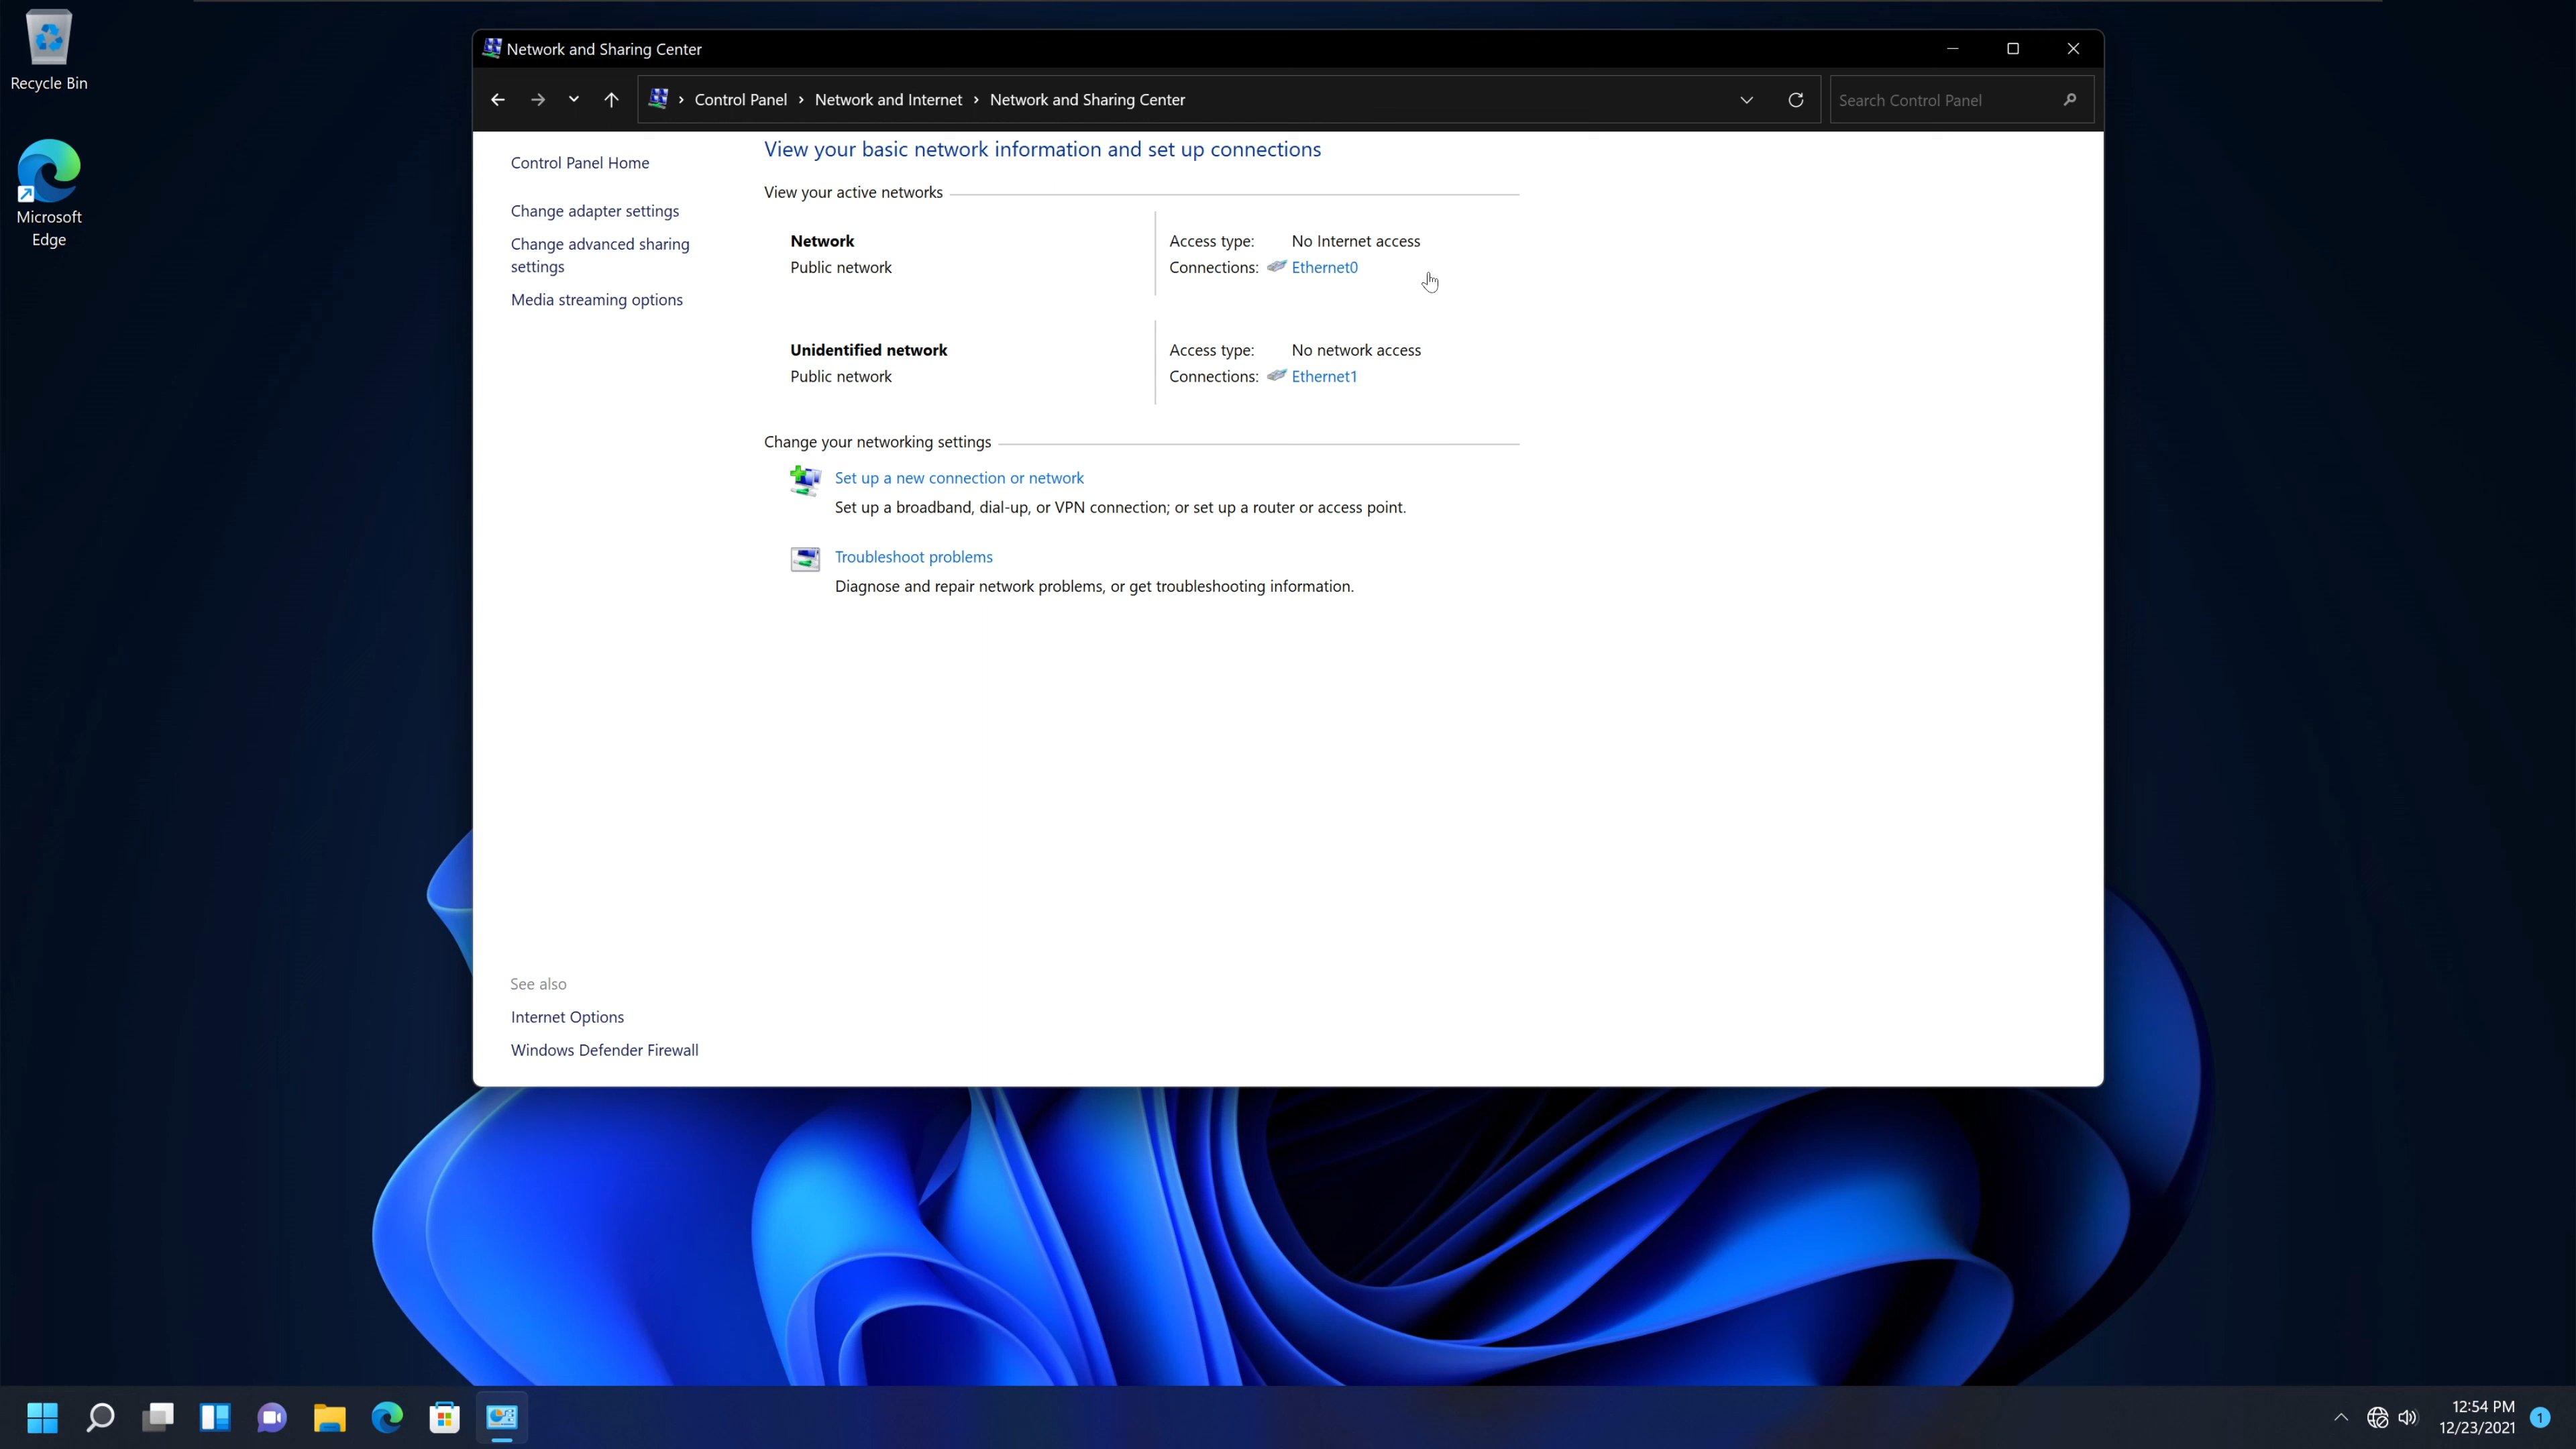 Recycle Bin
Microsoft
Edge
Network and Sharing Center
Control Panel › Network and Internet › Network and Sharing Center
Search Control Panel
Control Panel Home
Change adapter settings
Change advanced sharing
settings
Media streaming options
View your basic network information and set up connections
View your active networks
Network
Public network
Access type: No Internet access
Connections: Ethernet0
Unidentified network
Public network
Access type: No network access
Connections: Ethernet1
Change your networking settings
Set up a new connection or network
Set up a broadband, dial-up, or VPN connection; or set up a router or access point.
Troubleshoot problems
Diagnose and repair network problems, or get troubleshooting information.
See also
Internet Options
Windows Defender Firewall
12:54 PM
12/23/2021
1